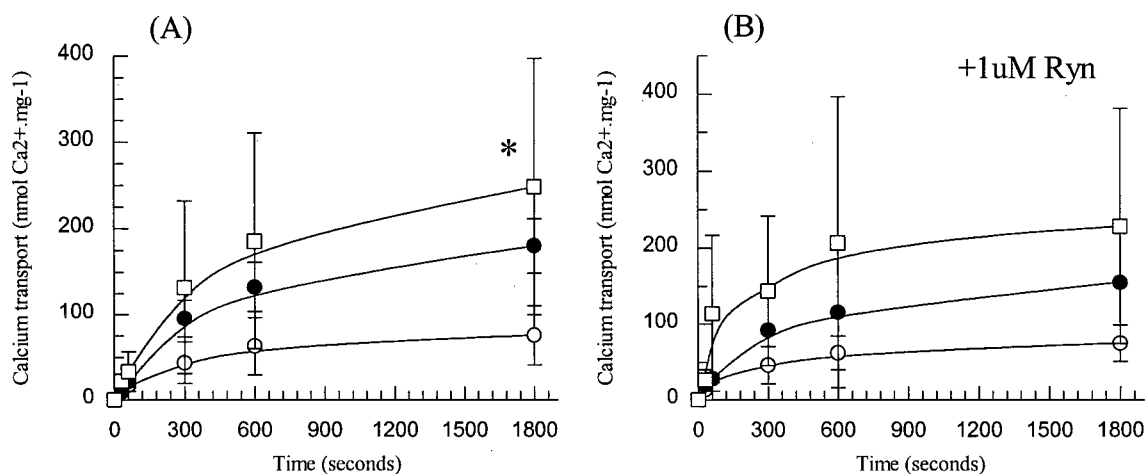 (A)
Calcium transport (nmol Ca2+.mg-1)
400
300
200
100
0
*
0 300 600 900 1200 1500 1800
Time (seconds)
(B)
+1uM Ryn
Calcium transport (nmol Ca2+.mg-1)
400
300
200
100
0
0 300 600 900 1200 1500 1800
Time (seconds)